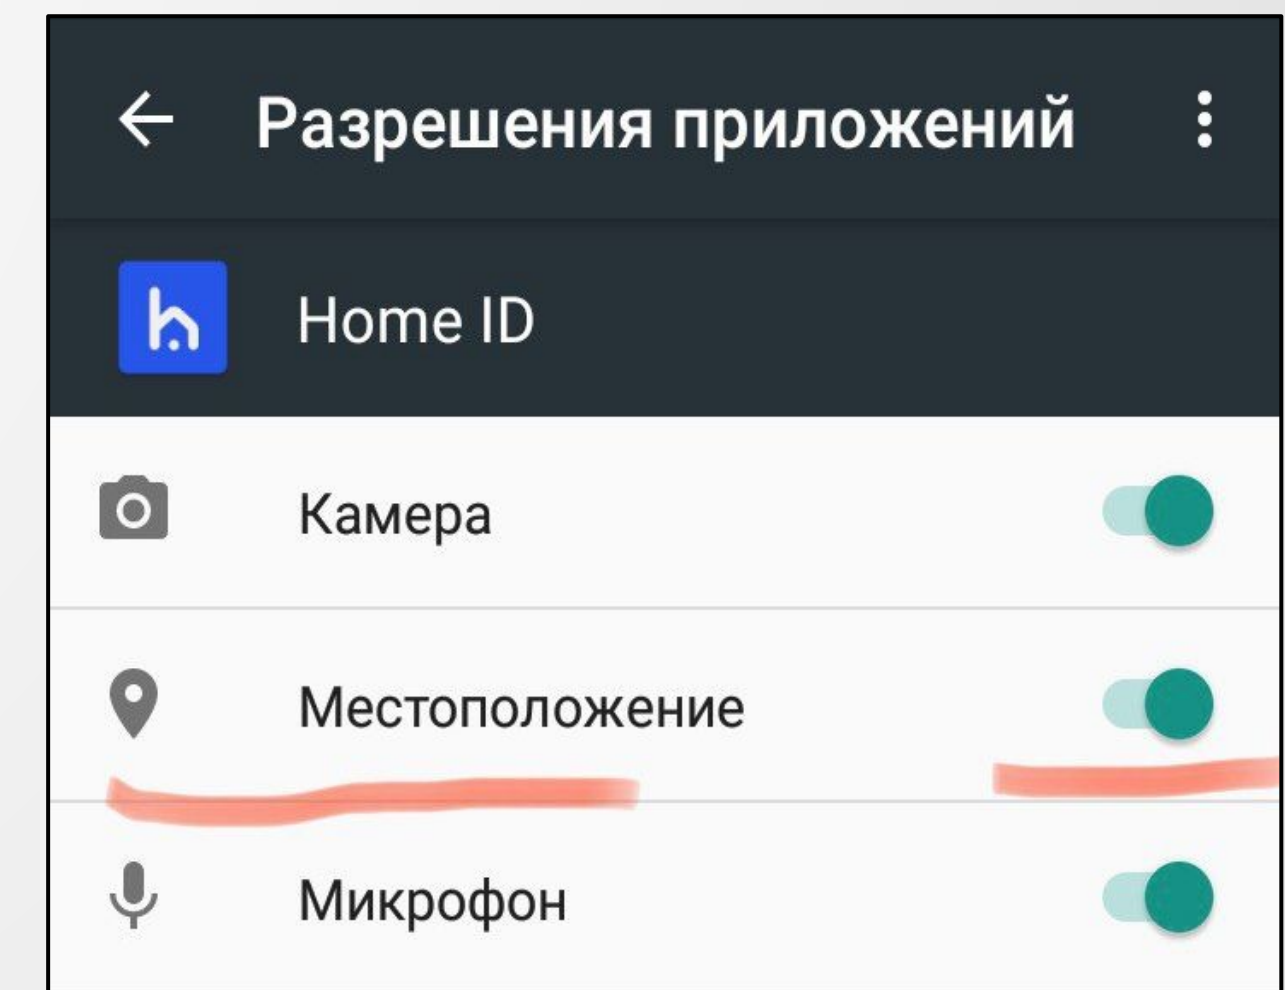 Разрешения приложений
Home ID
Камера
Местоположение
Микрофон